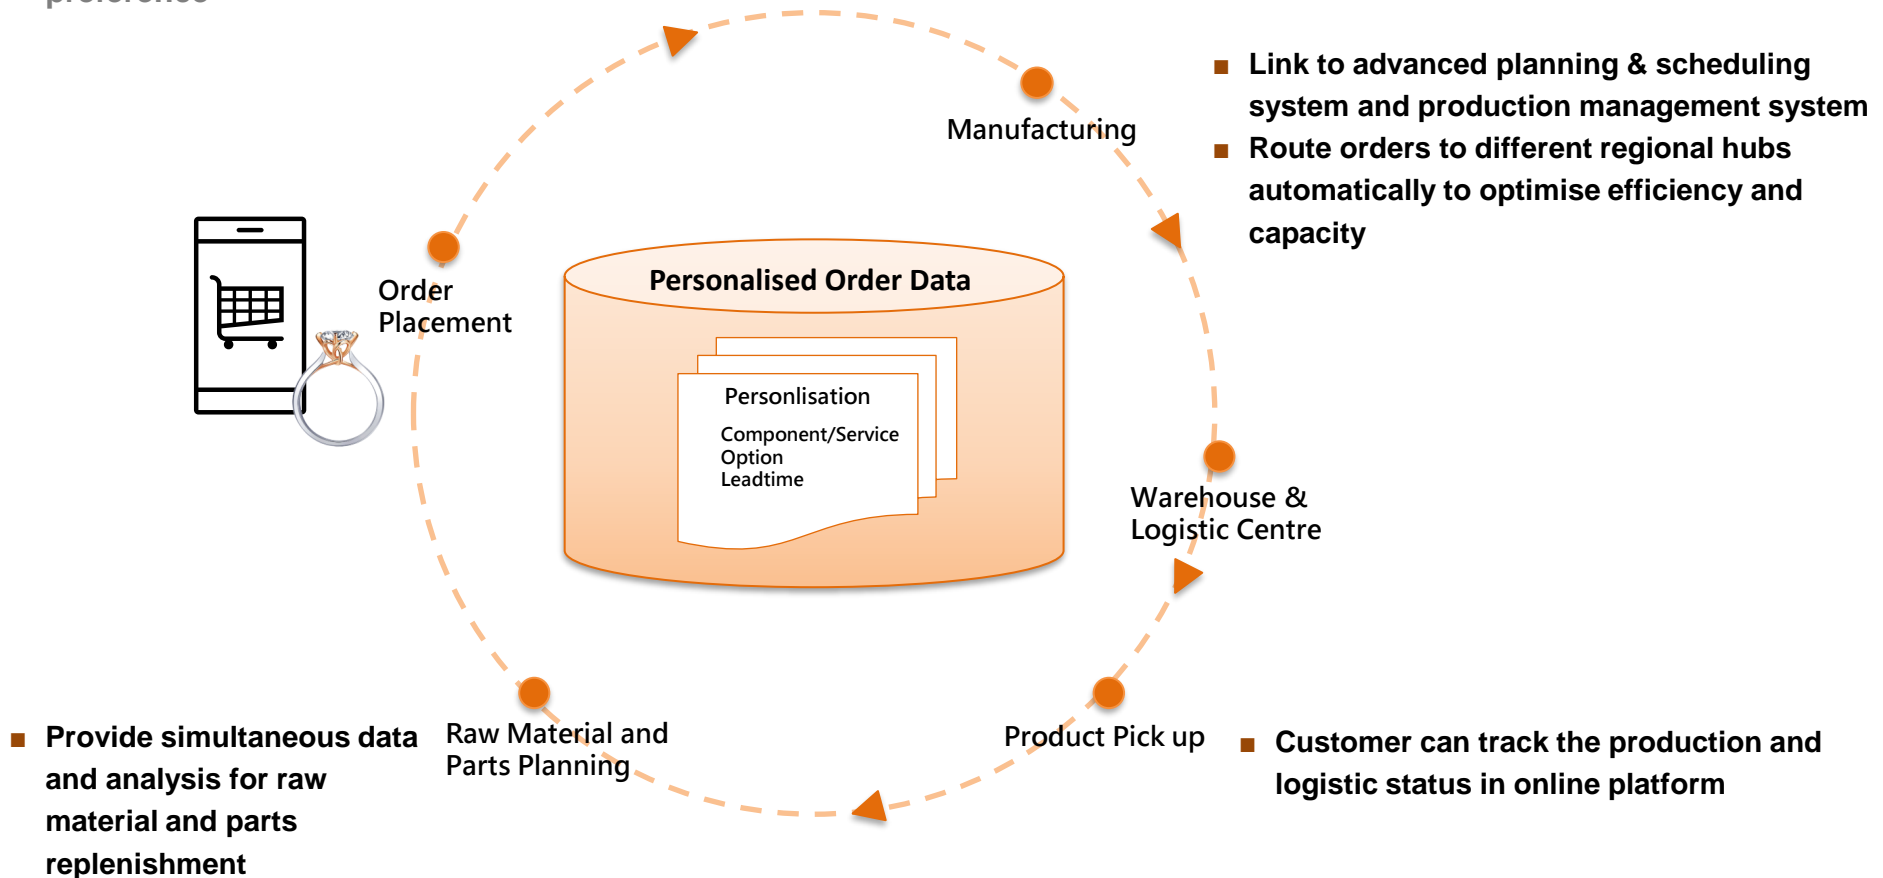 preference
■ Link to advanced planning & scheduling
system and production management system
■ Route orders to different regional hubs
automatically to optimise efficiency and
capacity
Manufacturing
Order
Placement
Personalised Order Data
Personlisation
Component/Service
Option
Leadtime
Warehouse &
Logistic Centre
Product Pick up
■ Customer can track the production and
logistic status in online platform
Raw Material and
Parts Planning
■ Provide simultaneous data
and analysis for raw
material and parts
replenishment